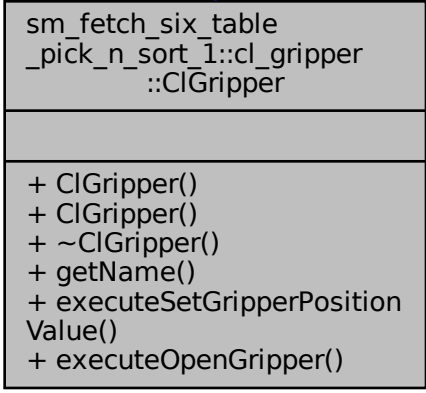 sm_fetch_six_table
_pick_n_sort_1::cl_gripper
::ClGripper
+ ClGripper()
+ ClGripper()
+ ~ClGripper()
+ getName()
+ executeSetGripperPosition
Value()
+ executeOpenGripper()